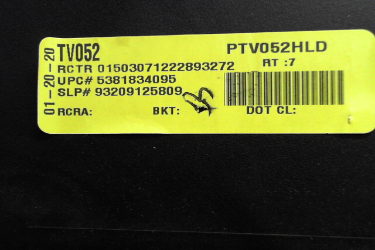 01-20-20
TV052 PTV052HLD
RCTR 01503071222893272 RT :7
UPC# 5381834095
SLP# 93209125809
RCRA: BKT: DOT CL: